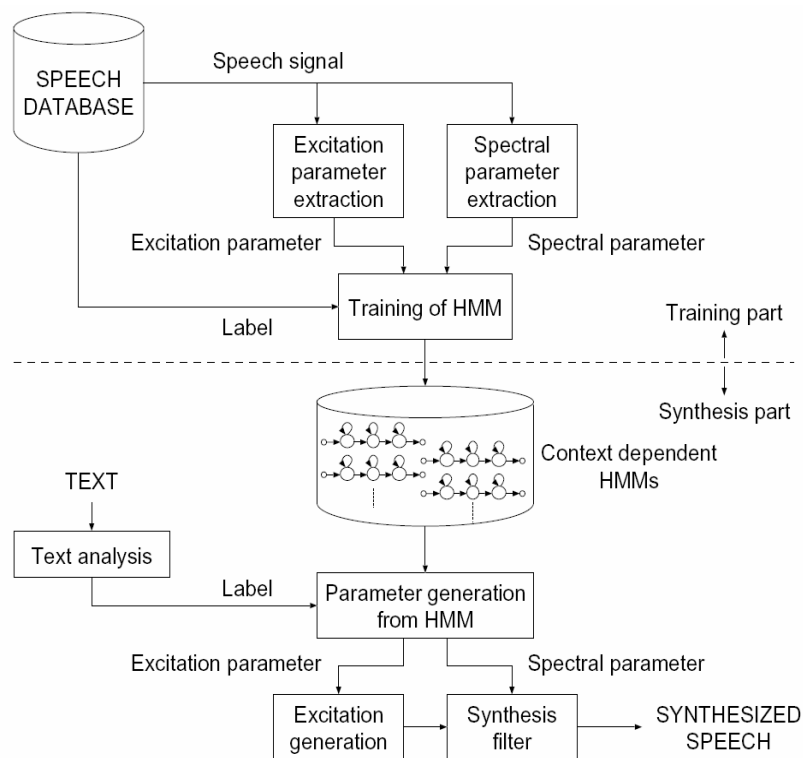 SPEECH
DATABASE
Speech signal
Excitation
parameter
extraction
Spectral
parameter
extraction
Excitation parameter
Spectral parameter
Training of HMM
Label
Training part
Synthesis part
Context dependent
HMMs
TEXT
Text analysis
Label
Parameter generation
from HMM
Excitation parameter
Spectral parameter
Excitation
generation
Synthesis
filter
SYNTHESIZED
SPEECH